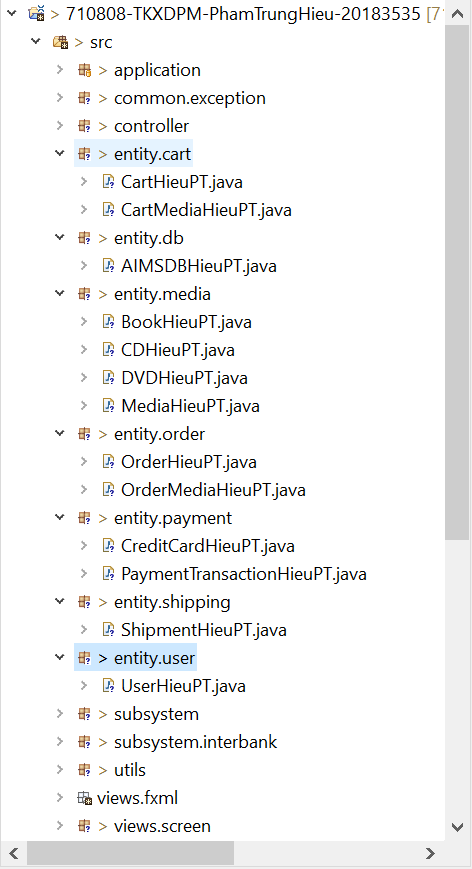 > 710808-TKXDPM-PhamTrungHieu-20183535 [7
> src
> application
> common.exception
> controller
> entity.cart
CartHieuPT.java
CartMediaHieuPT.java
> entity.db
AIMSDBHieuPT.java
> entity.media
BookHieuPT.java
CDHieuPT.java
DVDHieuPT.java
MediaHieuPT.java
> entity.order
OrderHieuPT.java
OrderMediaHieuPT.java
> entity.payment
CreditCardHieuPT.java
PaymentTransactionHieuPT.java
> entity.shipping
ShipmentHieuPT.java
> entity.user
UserHieuPT.java
> subsystem
> subsystem.interbank
> utils
views.fxml
> views.screen